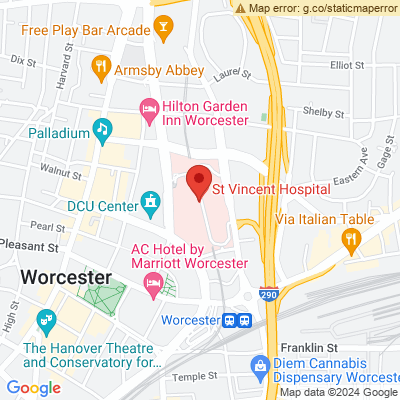 Map error: g.co/staticmaperror
Free Play Bar Arcade
Dix St
Harvard St
Armsby Abbey
Laurel St
Elliot St
Hilton Garden
Inn Worcester
Shelby St
Palladium
Gage St
Eastern Ave
Walnut St
St Vincent Hospital
DCU Center
Pearl St
Via Italian Table
Pleasant St
AC Hotel by
Marriott Worcester
Worcester
290
High St
Worcester
The Hanover Theatre
and Conservatory for...
Franklin St
Diem Cannabis
Dispensary Worceste
Temple St
Google
Map data ©2024 Google